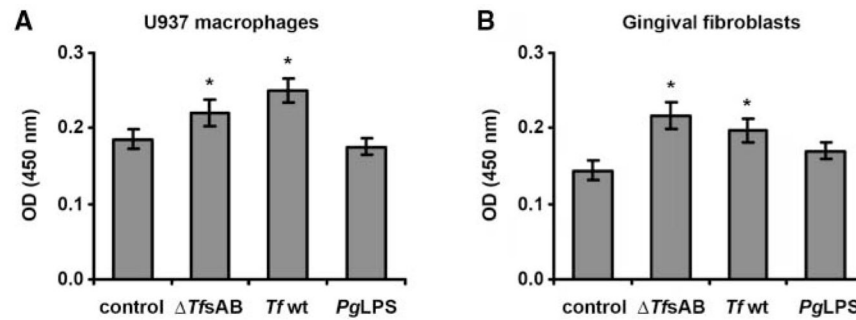 A
U937 macrophages
OD (450 nm)
0.3
0.2
0.1
0.0
*
*
control ΔTfsAB Tf wt PgLPS
B
Gingival fibroblasts
OD (450 nm)
0.3
0.2
0.1
0.0
*
*
control ΔTfsAB Tf wt PgLPS